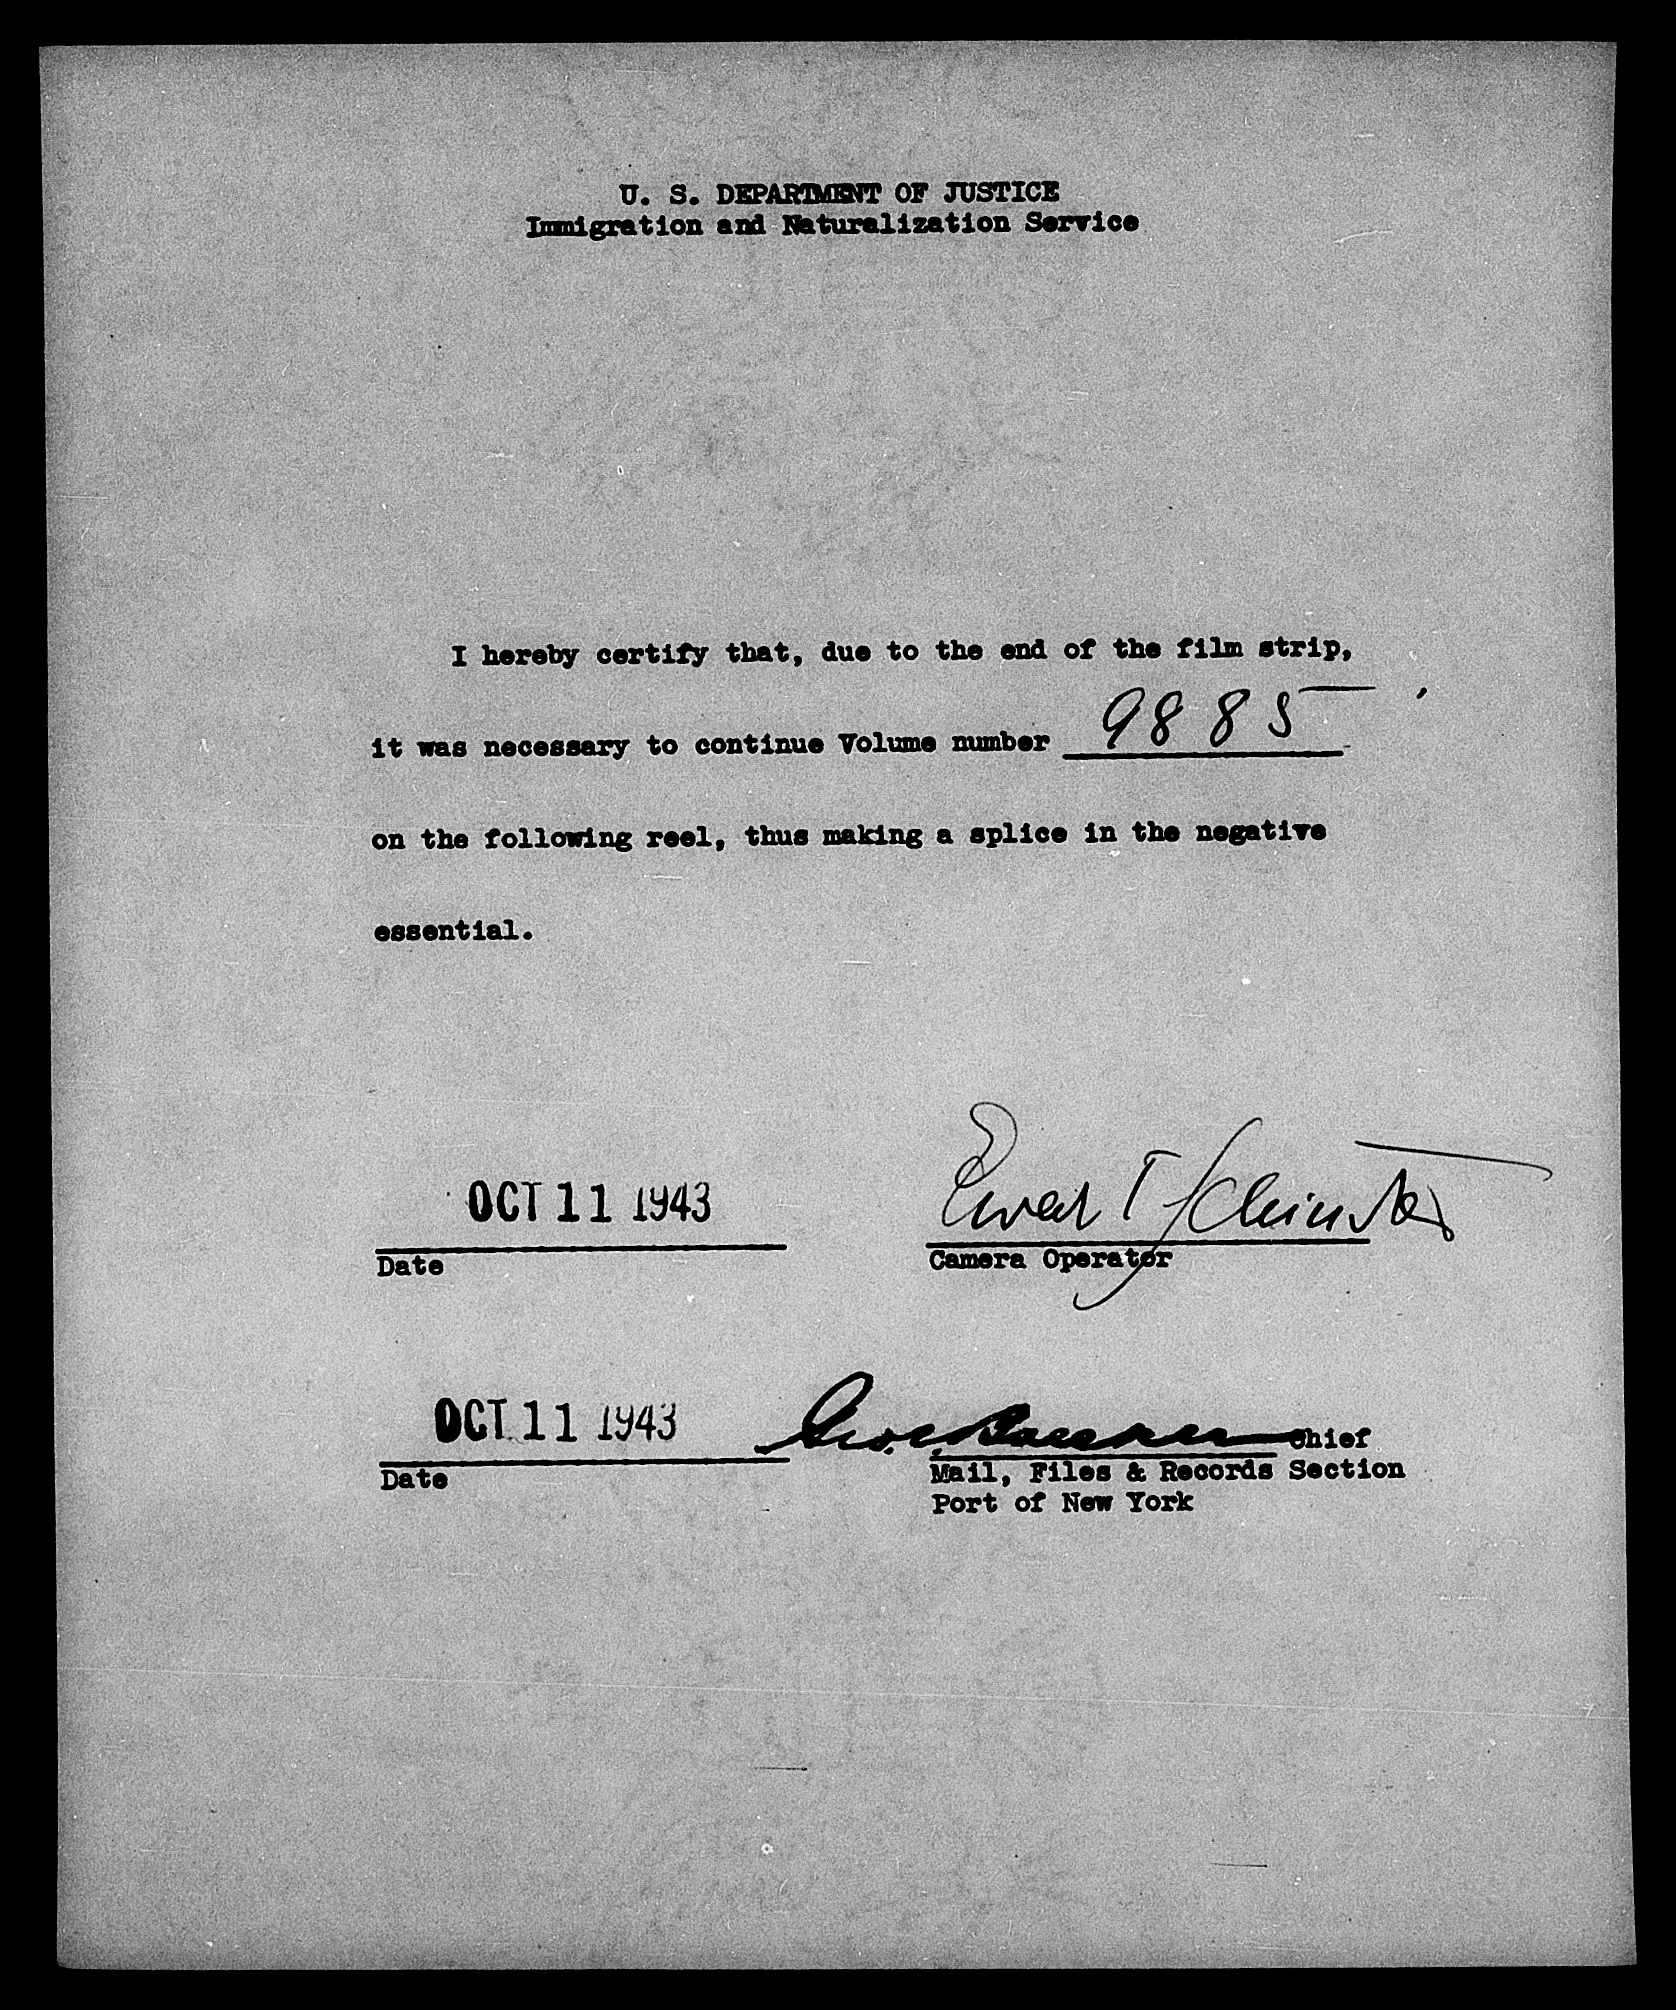 U. S. DEPARTMENT OF JUSTICE
Immigration and Naturalization Service
I hereby certify that, due to the end of the film strip,
it was necessary to continue Volume number 9885
on the following reel, thus making a splice in the negative
essential.
OCT 11 1943
Date
Camera Operator
OCT 11 1943
Date
Geo. Chief
Mail, Files & Records Section
Port of New York